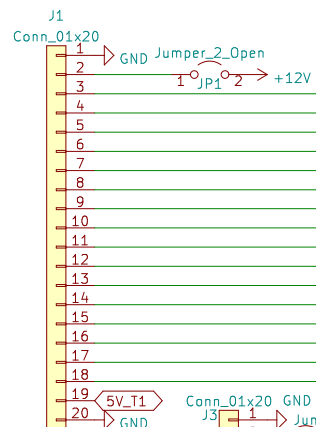 J1
Conn_01x20
1
GND
Jumper_2_Open
2
1
JP1
2
+12V
3
4
5
6
7
8
9
10
11
12
13
14
15
16
17
18
19
5V_T1
20
GND
Conn_01x20
J3
1
GND
Jum